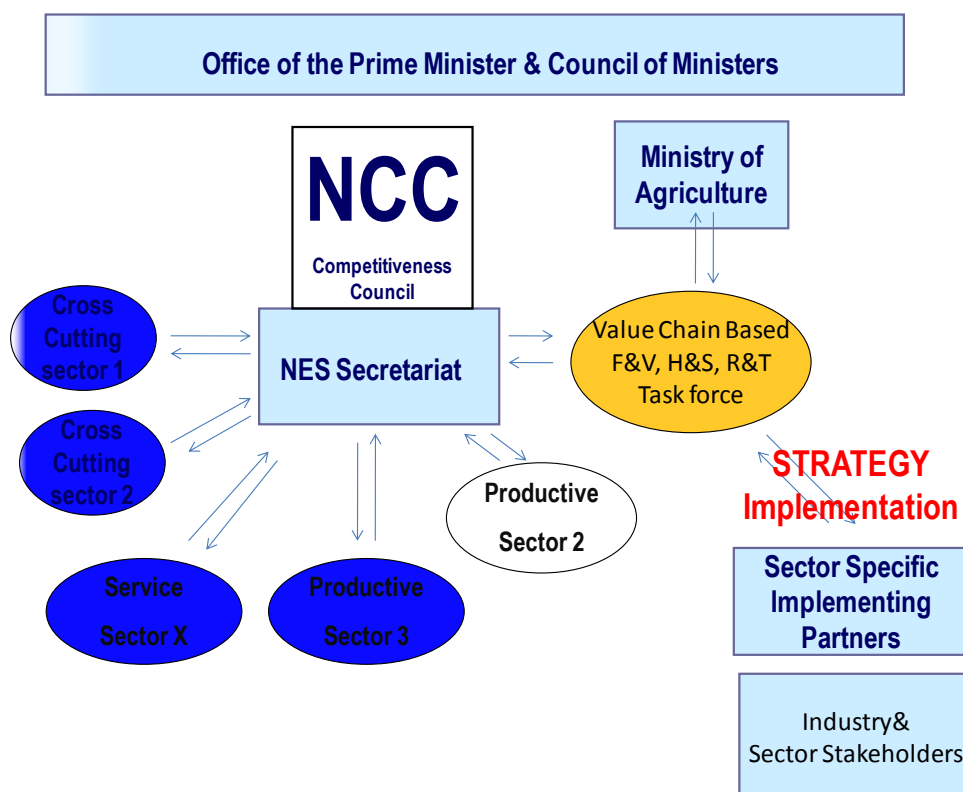 Office of the Prime Minister & Council of Ministers
NCC
Competitiveness
Council
Ministry of
Agriculture
Cross
Cutting
sector 1
NES Secretariat
Value Chain Based
F&V, H&S, R&T
Task force
Cross
Cutting
sector 2
Productive
Sector 2
STRATEGY
Implementation
Service
Sector X
Productive
Sector 3
Sector Specific
Implementing
Partners
Industry&
Sector Stakeholders